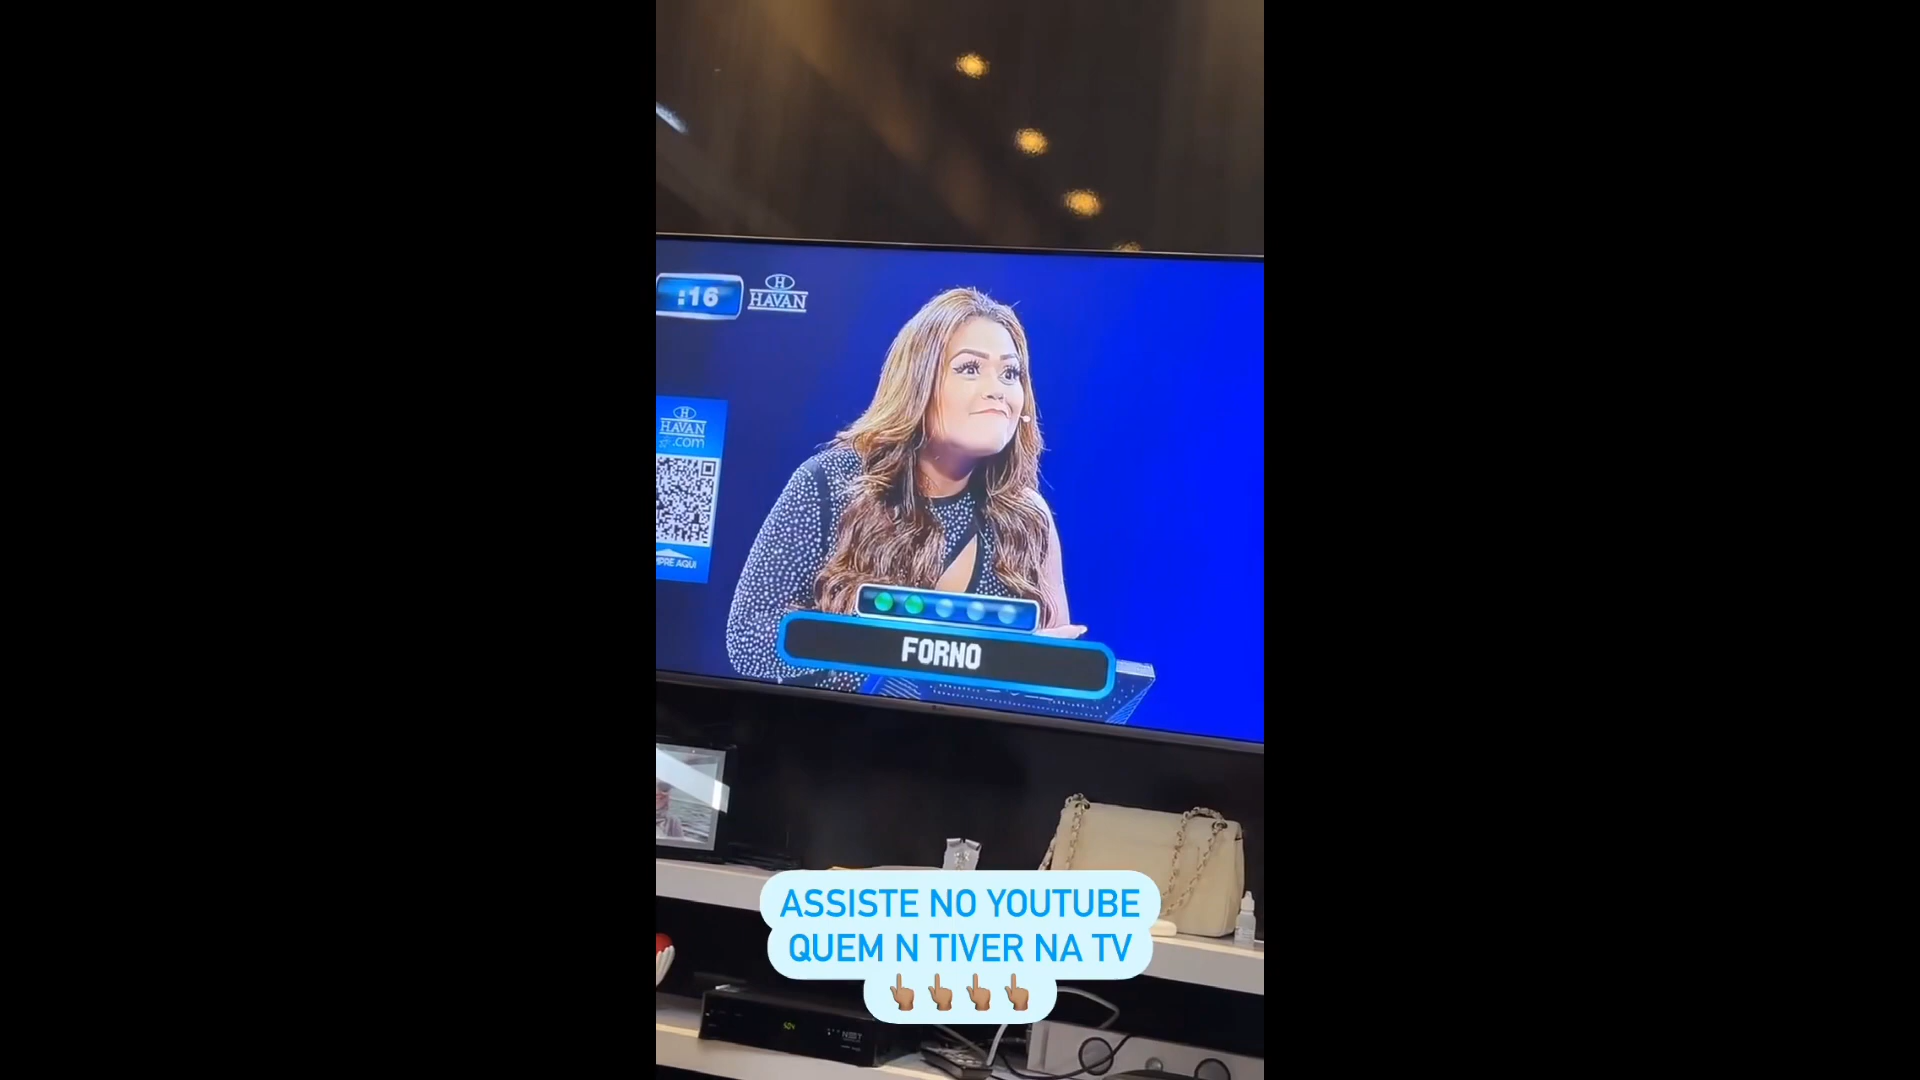 :16
HAVAN
HAVAN
.com
FORNO
ASSISTE NO YOUTUBE
QUEM N TIVER NA TV
👆🏽👆🏽👆🏽👆🏽